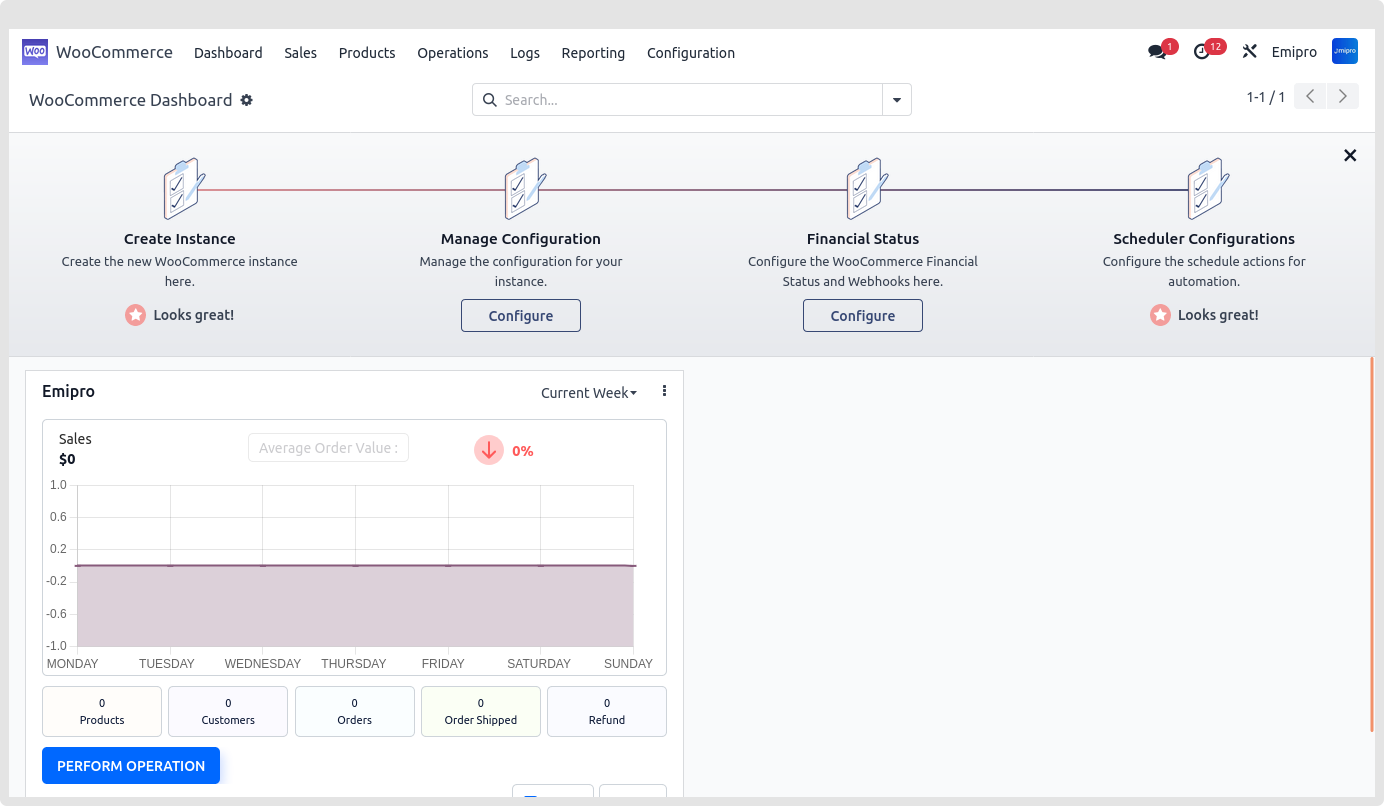 WOO WooCommerce Dashboard Sales Products Operations Logs Reporting Configuration 1 12 Emipro
WooCommerce Dashboard Search... 1-1 / 1
Create Instance Manage Configuration Financial Status Scheduler Configurations
Create the new WooCommerce instance Manage the configuration for your Configure the WooCommerce Financial Configure the schedule actions for
here. instance. Status and Webhooks here. automation.
Looks great! Configure Configure Looks great!
Emipro Current Week
Sales Average Order Value : 0%
$0
1.0
0.6
0.2
-0.2
-0.6
-1.0
MONDAY TUESDAY WEDNESDAY THURSDAY FRIDAY SATURDAY SUNDAY
0 0 0 0 0
Products Customers Orders Order Shipped Refund
PERFORM OPERATION